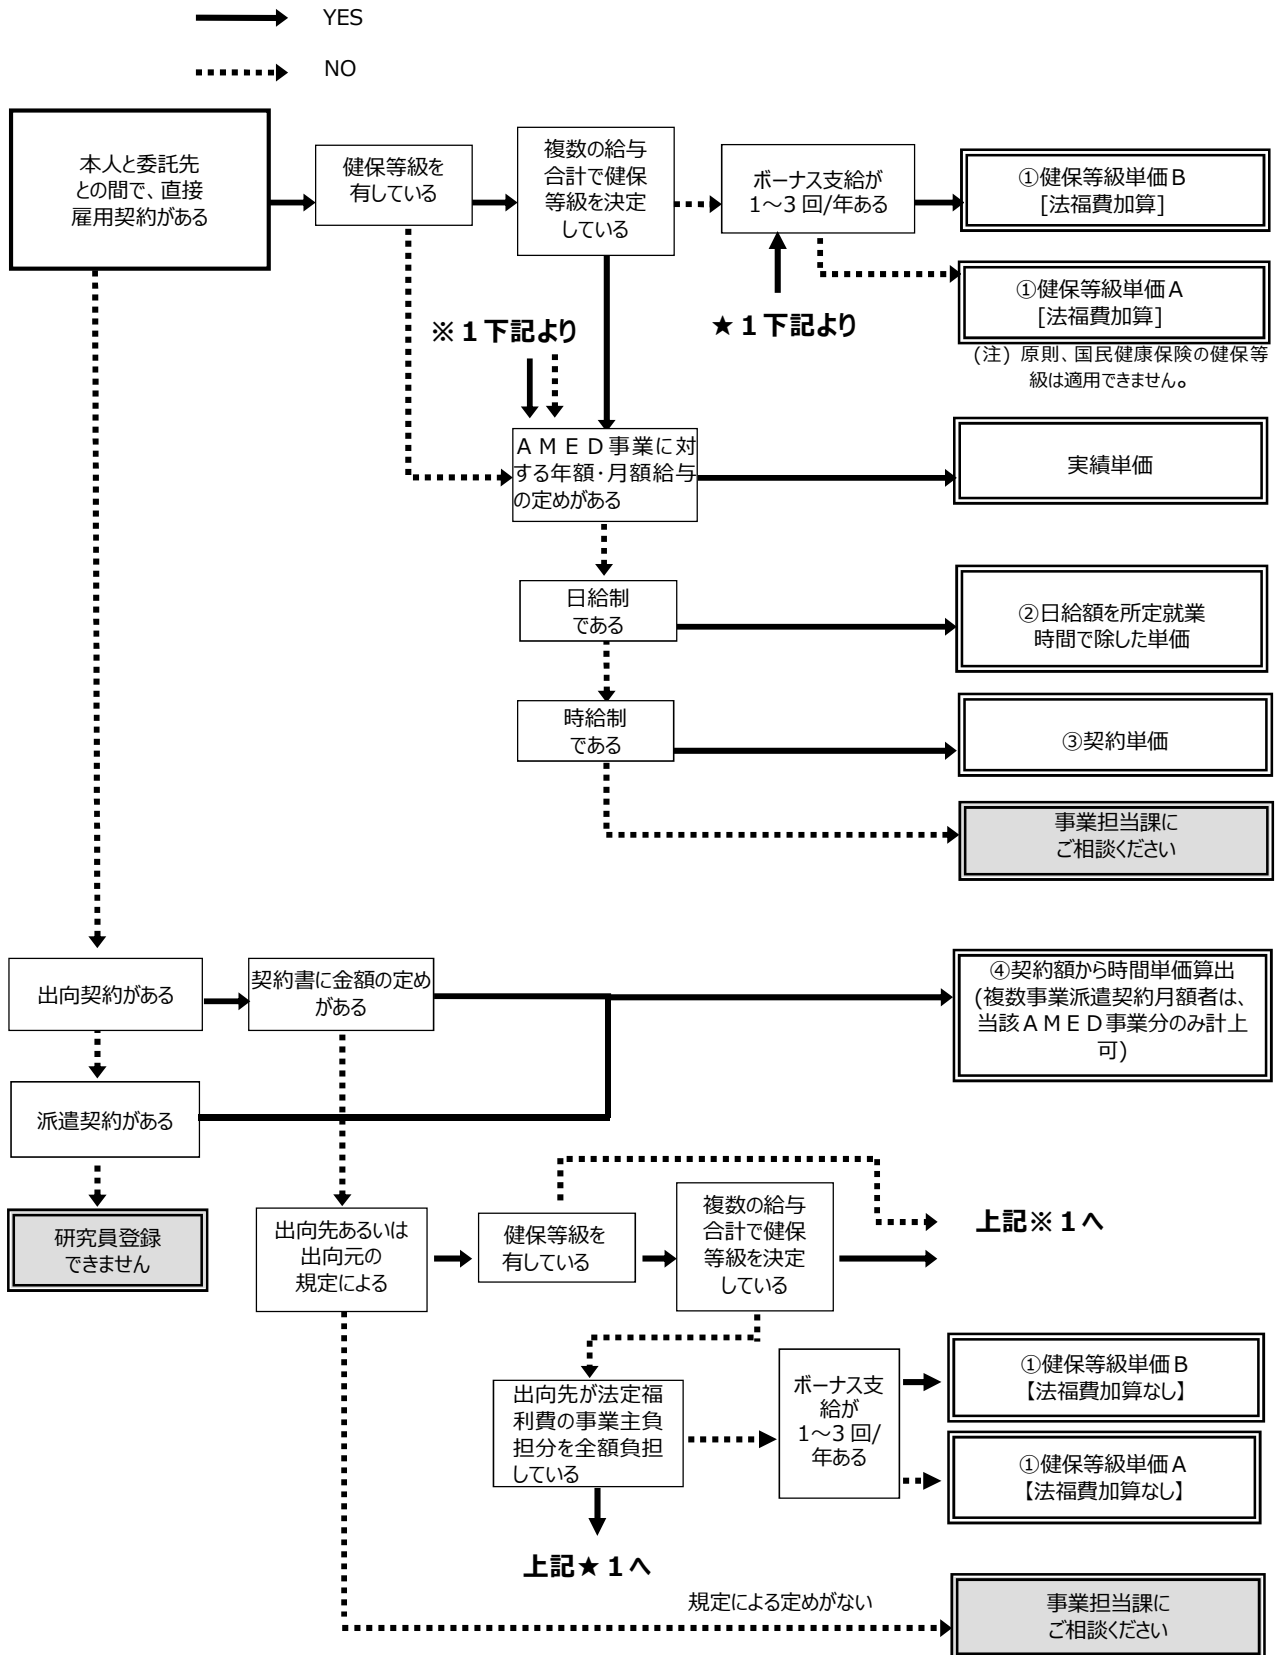 YES
NO
本人と委託先
との間で、直接
雇用契約がある
健保等級を
有している
複数の給与
合計で健保
等級を決定
している
ボーナス支給が
1～3 回/年ある
①健保等級単価Ｂ
[法福費加算]
①健保等級単価Ａ
[法福費加算]
(注) 原則、国民健康保険の健保等
級は適用できません。
※１下記より
★１下記より
ＡＭＥＤ事業に対
する年額・月額給与
の定めがある
実績単価
日給制
である
②日給額を所定就業
時間で除した単価
時給制
である
③契約単価
事業担当課に
ご相談ください
出向契約がある
契約書に金額の定め
がある
④契約額から時間単価算出
(複数事業派遣契約月額者は、
当該ＡＭＥＤ事業分のみ計上
可)
派遣契約がある
研究員登録
できません
出向先あるいは
出向元の
規定による
健保等級を
有している
複数の給与
合計で健保
等級を決定
している
上記※１へ
出向先が法定福
利費の事業主負
担分を全額負担
している
ボーナス支
給が
1～3 回/
年ある
①健保等級単価Ｂ
【法福費加算なし】
①健保等級単価Ａ
【法福費加算なし】
上記★１へ
規定による定めがない
事業担当課に
ご相談ください